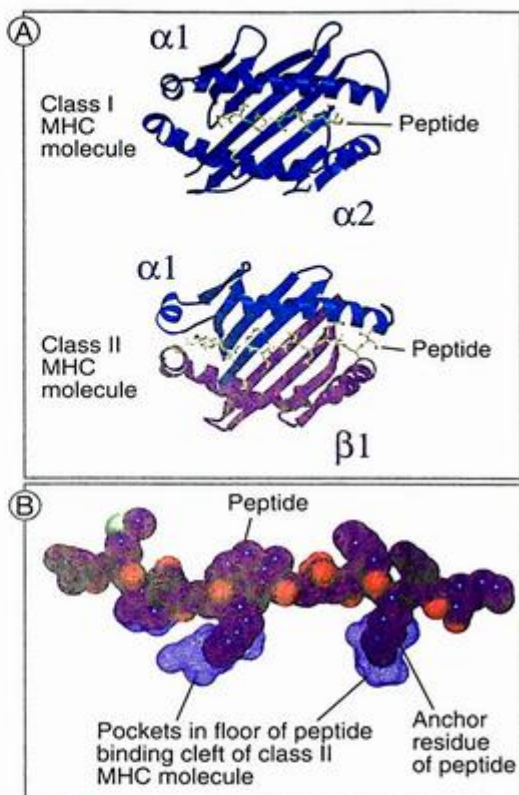 A
α1
Class I
MHC
molecule
Peptide
α2
α1
Class II
MHC
molecule
Peptide
β1
B
Peptide
Pockets in floor of peptide
binding cleft of class II
MHC molecule
Anchor
residue
of peptide